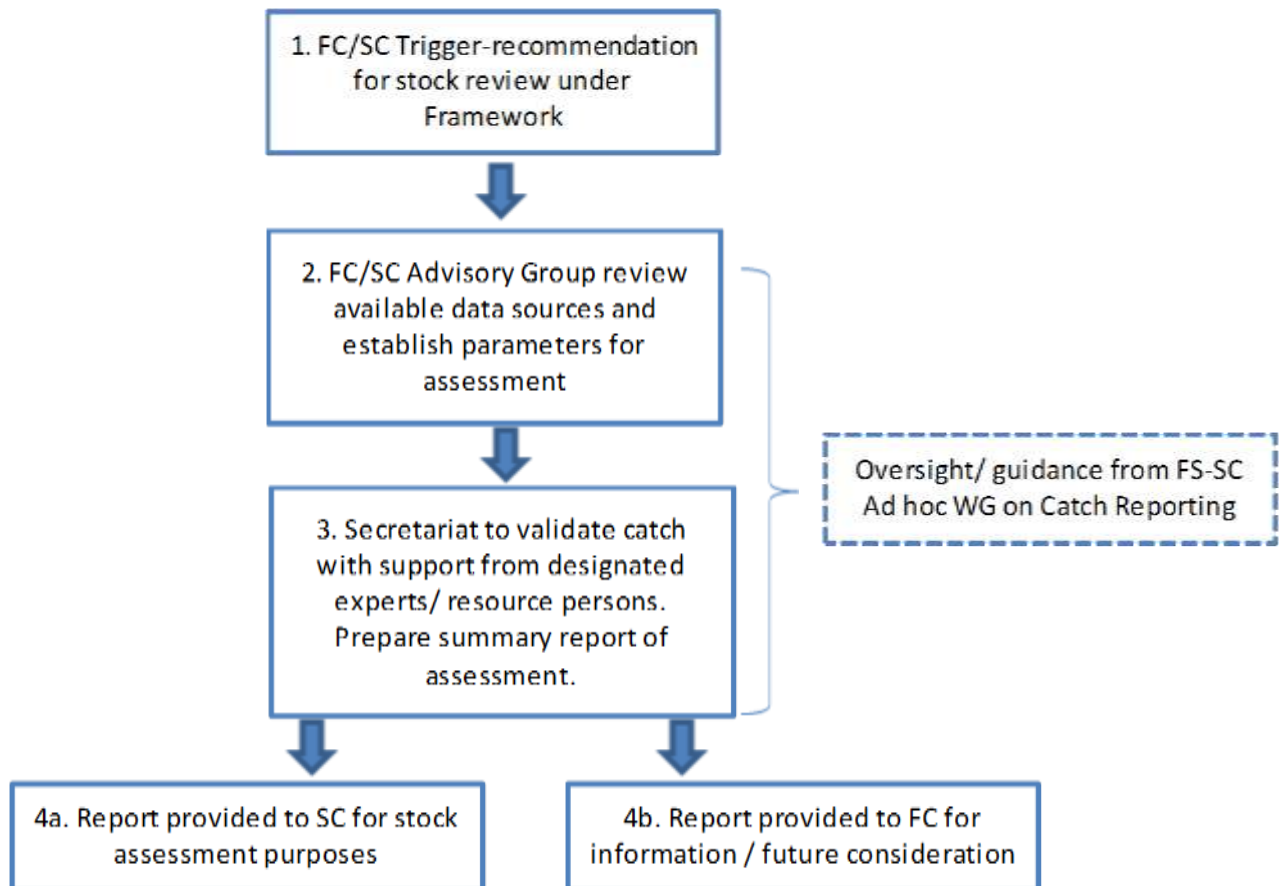 1. FC/SC Trigger-recommendation
for stock review under
Framework
2. FC/SC Advisory Group review
available data sources and
establish parameters for
assessment
Oversight/ guidance from FS-SC
Ad hoc WG on Catch Reporting
3. Secretariat to validate catch
with support from designated
experts/ resource persons.
Prepare summary report of
assessment.
4a. Report provided to SC for stock
assessment purposes
4b. Report provided to FC for
information / future consideration